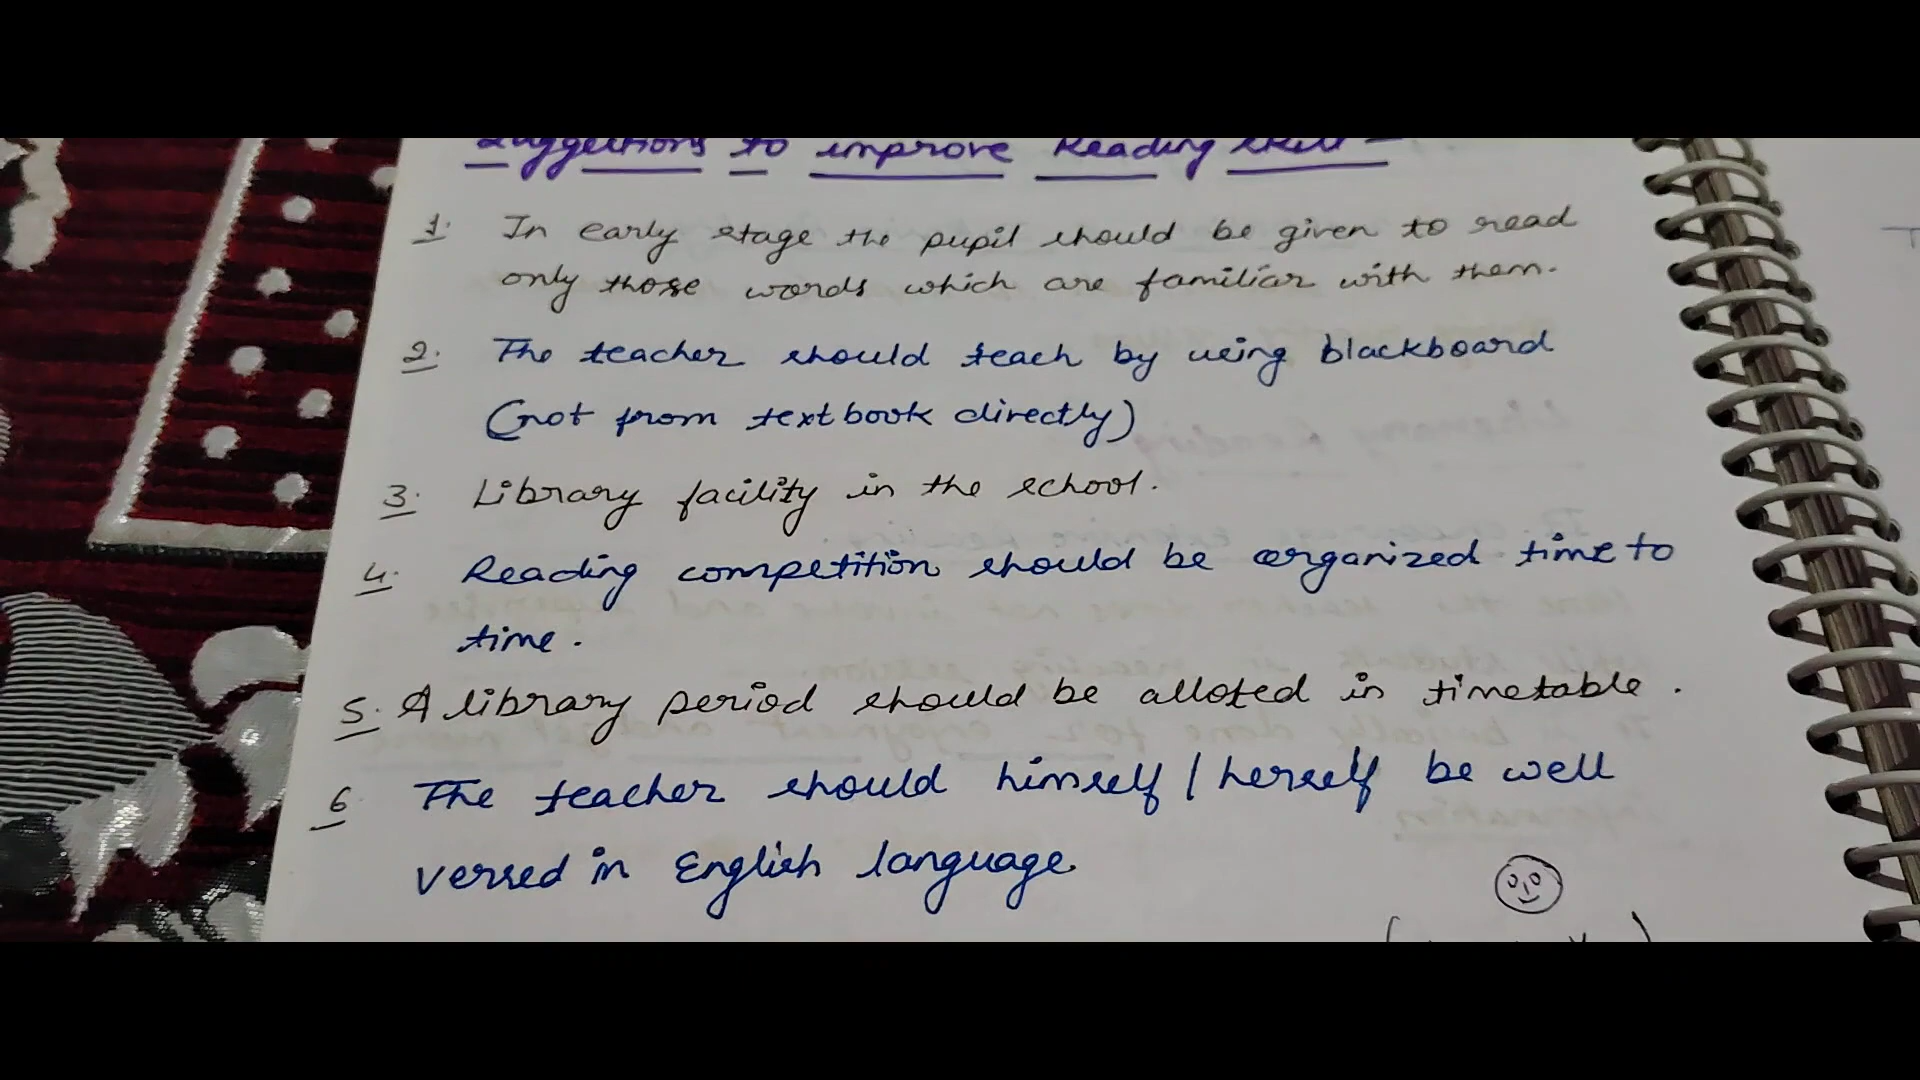 Suggestions to improve Reading skill -
1. In early stage the pupil should be given to read
only those words which are familiar with them.
2. The teacher should teach by using blackboard
(not from textbook directly)
3. Library facility in the school.
4. Reading competition should be organized time to
time.
5. A library period should be alloted in timetable.
6 The teacher should himself / herself be well
versed in English language